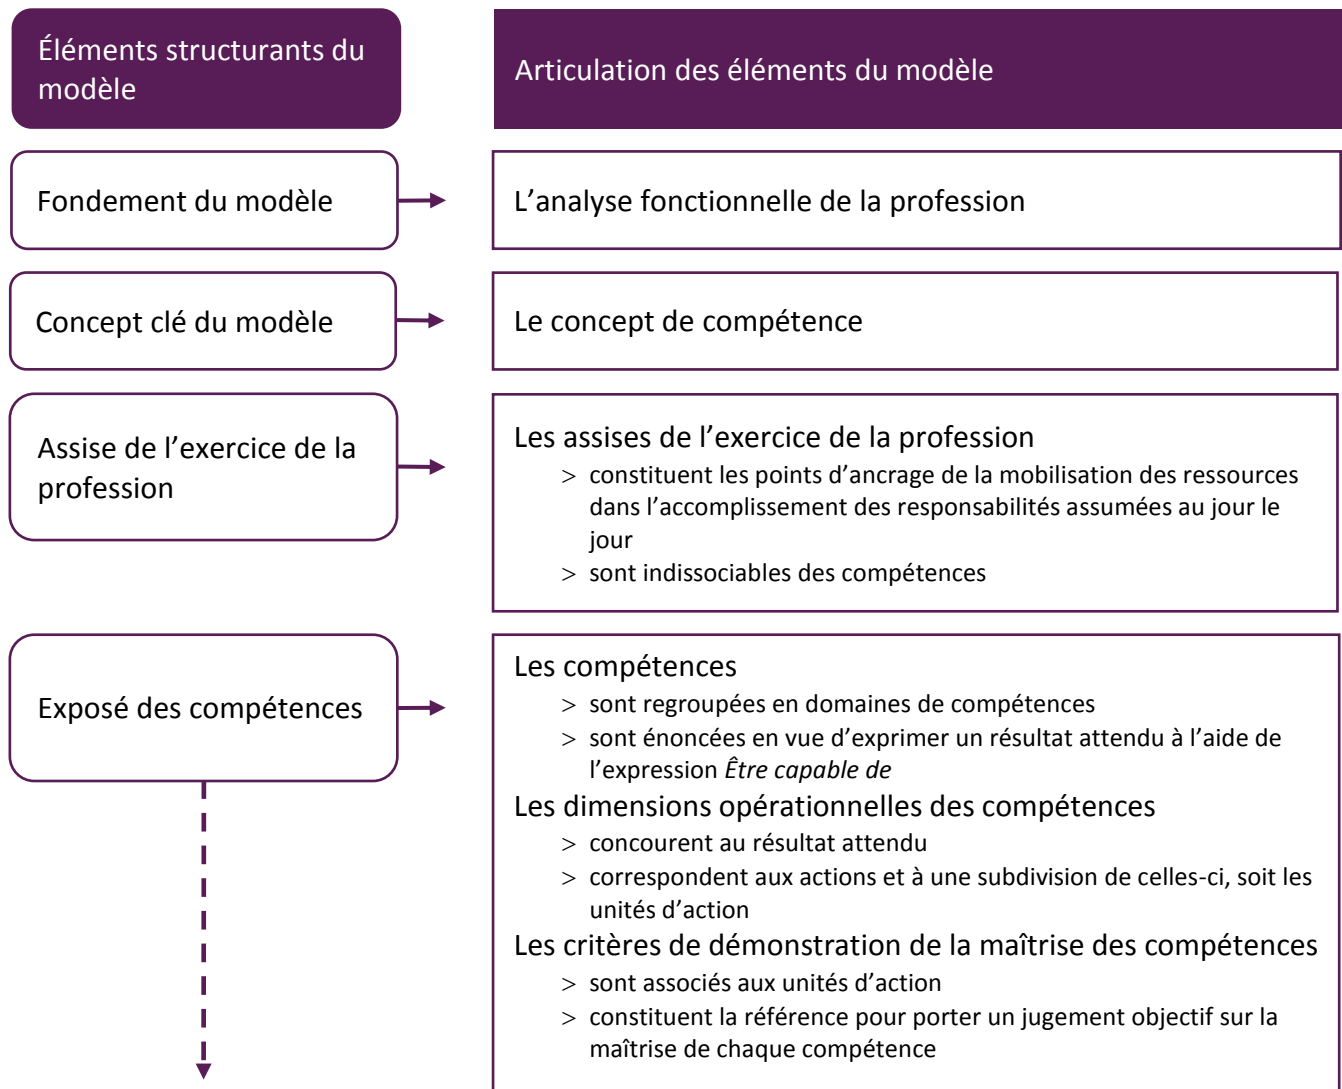 Éléments structurants du
modèle
Articulation des éléments du modèle
Fondement du modèle
L’analyse fonctionnelle de la profession
Concept clé du modèle
Le concept de compétence
Assise de l’exercice de la
profession
Les assises de l’exercice de la profession
> constituent les points d’ancrage de la mobilisation des ressources
dans l’accomplissement des responsabilités assumées au jour le
jour
> sont indissociables des compétences
Exposé des compétences
Les compétences
> sont regroupées en domaines de compétences
> sont énoncées en vue d’exprimer un résultat attendu à l’aide de
l’expression Être capable de
Les dimensions opérationnelles des compétences
> concourent au résultat attendu
> correspondent aux actions et à une subdivision de celles-ci, soit les
unités d’action
Les critères de démonstration de la maîtrise des compétences
> sont associés aux unités d’action
> constituent la référence pour porter un jugement objectif sur la
maîtrise de chaque compétence